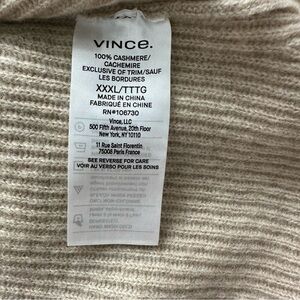 VINCE.
100% CASHMERE/
CACHEMIRE
EXCLUSIVE OF TRIM/SAUF
LES BORDURES
XXXL/TTTG
MADE IN CHINA
FABRIQUÉ EN CHINE
RN#106730
Vince, LLC
500 Fifth Avenue, 20th Floor
New York, NY 10110
11 Rue Saint Florentin
75008 Paris France
SEE REVERSE FOR CARE
VOIR AU VERSO POUR LES SOINS